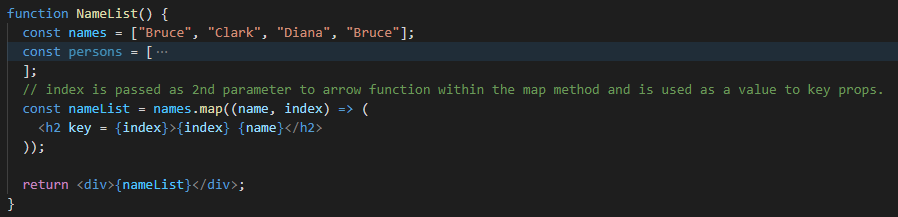 function NameList() {
const names = ["Bruce", "Clark", "Diana", "Bruce"];
const persons = [ ⋯
];
// index is passed as 2nd parameter to arrow function within the map method and is used as a value to key props.
const nameList = names.map((name, index) => (
<h2 key = {index}>{index} {name}</h2>
));
return <div>{nameList}</div>;
}